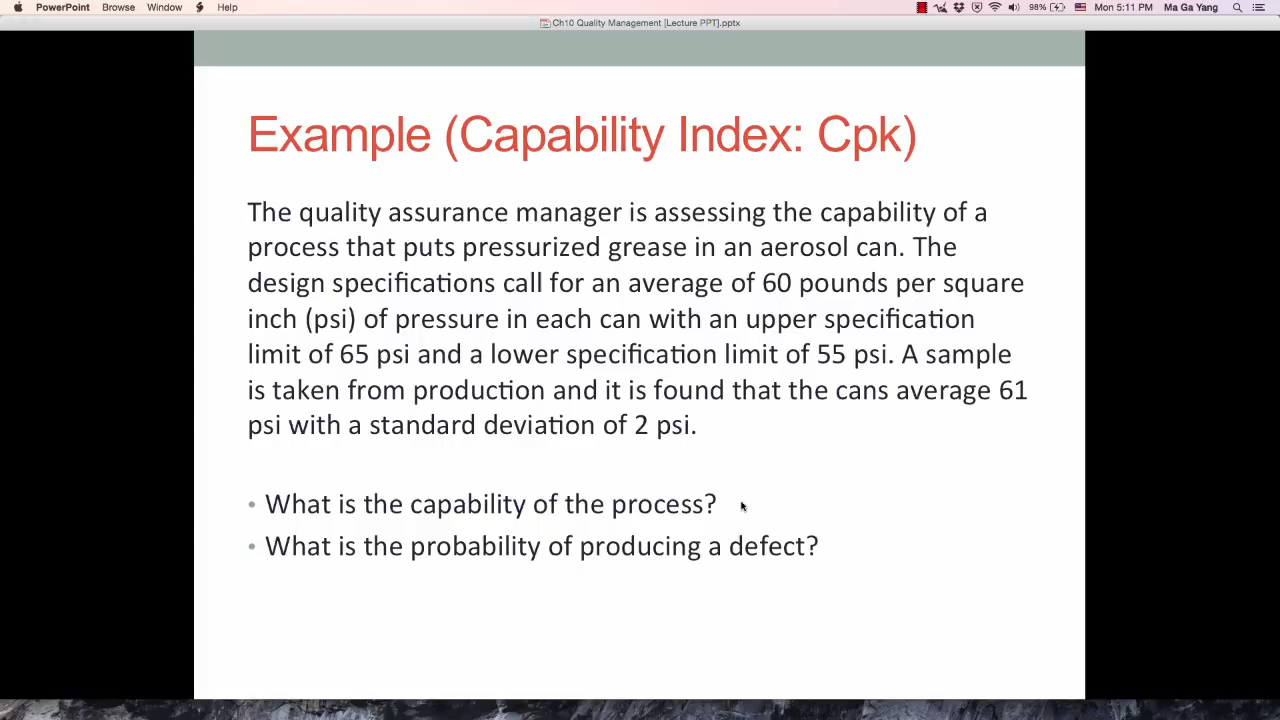 PowerPoint Browse Window Help 98% Mon 5:11 PM Ma Ga Yang
Ch10 Quality Management [Lecture PPT].pptx
Example (Capability Index: Cpk)
The quality assurance manager is assessing the capability of a
process that puts pressurized grease in an aerosol can. The
design specifications call for an average of 60 pounds per square
inch (psi) of pressure in each can with an upper specification
limit of 65 psi and a lower specification limit of 55 psi. A sample
is taken from production and it is found that the cans average 61
psi with a standard deviation of 2 psi.
• What is the capability of the process?
• What is the probability of producing a defect?